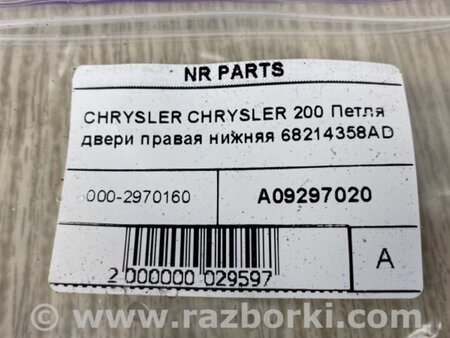 NR PARTS
CHRYSLER CHRYSLER 200 Петля
двери правая нижняя 68214358AD
000-2970160
A09297020
2 000000 029597
A
www.razborki.com